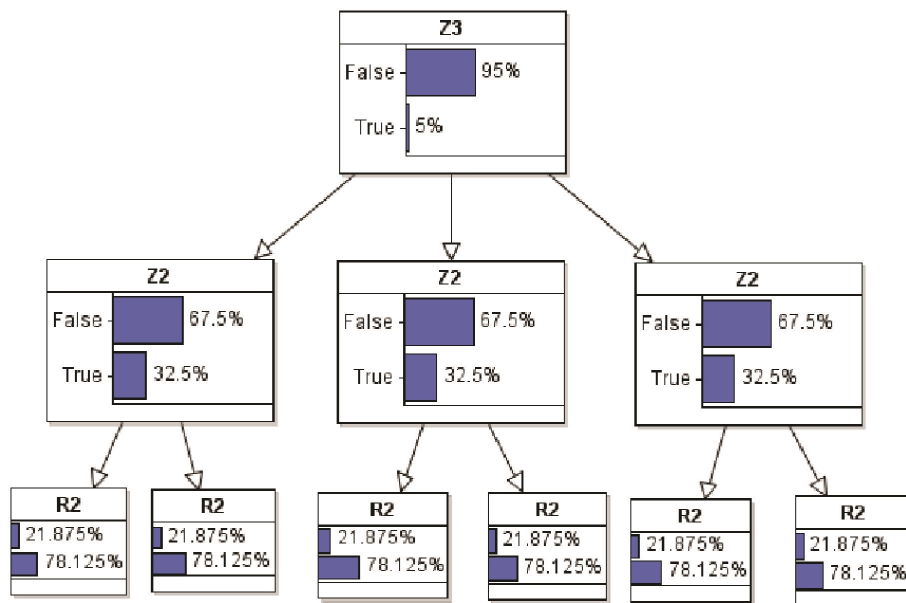 Z3
False 95%
True 5%
Z2
False 67.5%
True 32.5%
Z2
False 67.5%
True 32.5%
Z2
False 67.5%
True 32.5%
R2
21.875%
78.125%
R2
21.875%
78.125%
R2
21.875%
78.125%
R2
21.875%
78.125%
R2
21.875%
78.125%
R2
21.875%
78.125%